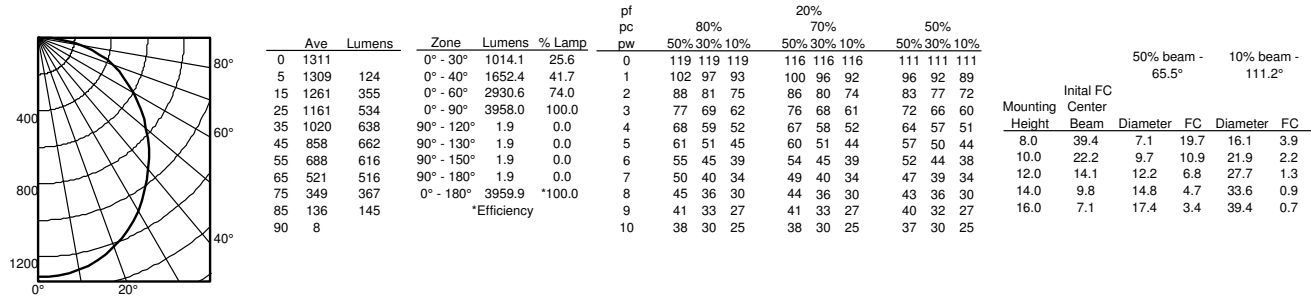 80°
60°
40°
400
800
1200
0° 20°
Ave Lumens
0 1311
5 1309 124
15 1261 355
25 1161 534
35 1020 638
45 858 662
55 688 616
65 521 516
75 349 367
85 136 145
90 8
Zone Lumens % Lamp
0° - 30° 1014.1 25.6
0° - 40° 1652.4 41.7
0° - 60° 2930.6 74.0
0° - 90° 3958.0 100.0
90° - 120° 1.9 0.0
90° - 130° 1.9 0.0
90° - 150° 1.9 0.0
90° - 180° 1.9 0.0
0° - 180° 3959.9 *100.0
*Efficiency
pf 20%
pc 80% 70% 50%
pw 50% 30% 10% 50% 30% 10% 50% 30% 10%
0 119 119 119 116 116 116 111 111 111
1 102 97 93 100 96 92 96 92 89
2 88 81 75 86 80 74 83 77 72
3 77 69 62 76 68 61 72 66 60
4 68 59 52 67 58 52 64 57 51
5 61 51 45 60 51 44 57 50 44
6 55 45 39 54 45 39 52 44 38
7 50 40 34 49 40 34 47 39 34
8 45 36 30 44 36 30 43 36 30
9 41 33 27 41 33 27 40 32 27
10 38 30 25 38 30 25 37 30 25
50% beam - 10% beam -
65.5° 111.2°
Inital FC
Mounting Center
Height Beam Diameter FC Diameter FC
8.0 39.4 7.1 19.7 16.1 3.9
10.0 22.2 9.7 10.9 21.9 2.2
12.0 14.1 12.2 6.8 27.7 1.3
14.0 9.8 14.8 4.7 33.6 0.9
16.0 7.1 17.4 3.4 39.4 0.7